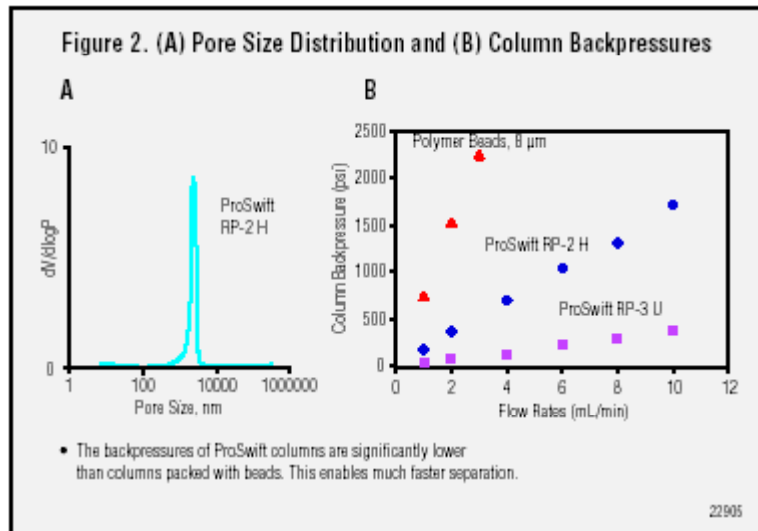 Figure 2. (A) Pore Size Distribution and (B) Column Backpressures
A
10
dV/dlogP
0
ProSwift
RP-2 H
1 100 10000 1000000
Pore Size, nm
B
2500
2000
1500
1000
500
0
Column Backpressure (psi)
Polymer Beads, 8 µm
ProSwift RP-2 H
ProSwift RP-3 U
0 2 4 6 8 10 12
Flow Rates (mL/min)
• The backpressures of ProSwift columns are significantly lower
than columns packed with beads. This enables much faster separation.
22905